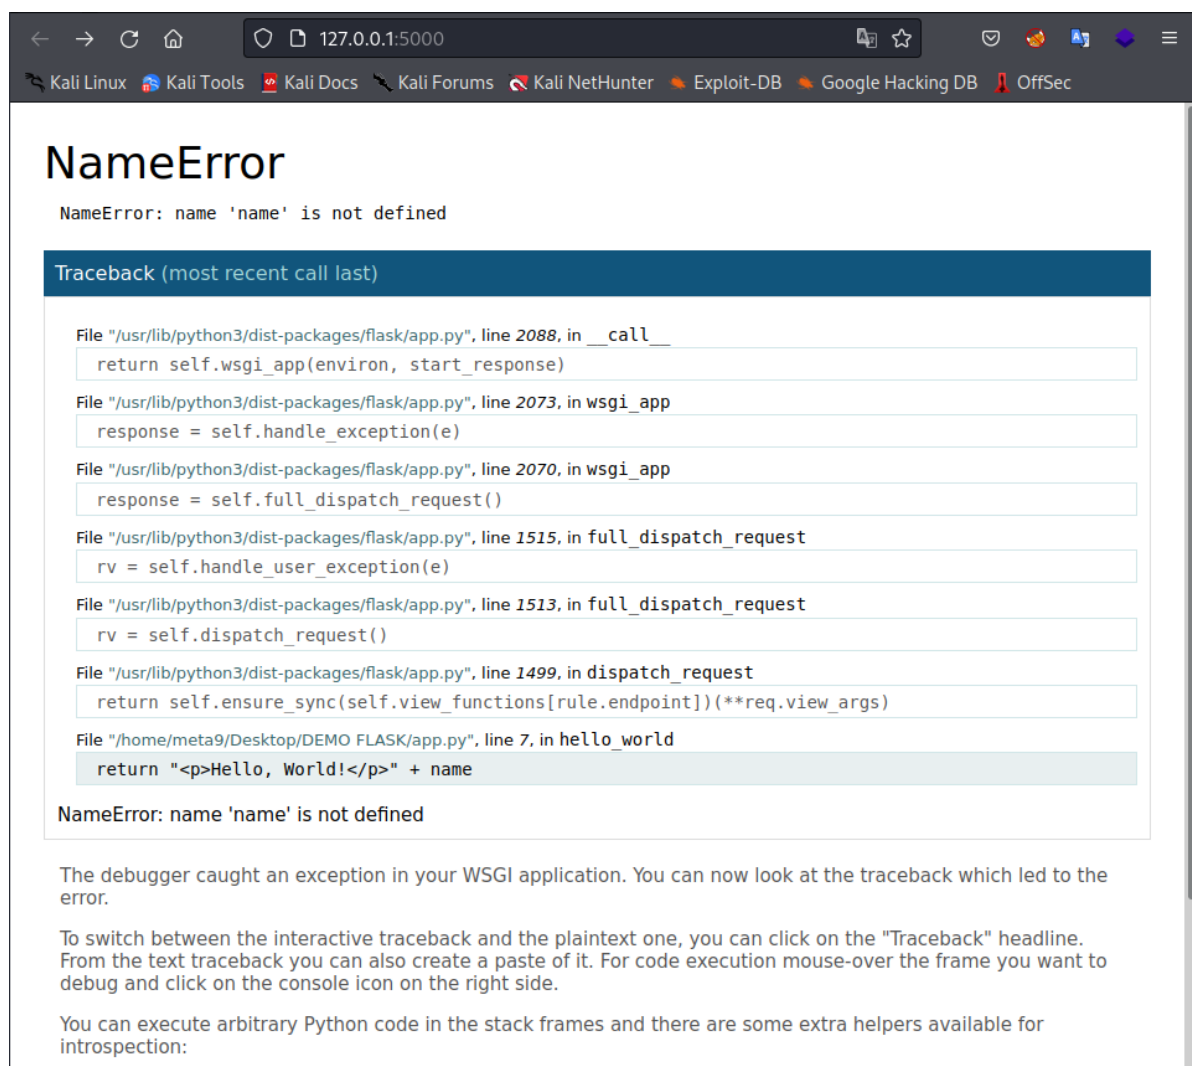 127.0.0.1:5000
Kali Linux Kali Tools Kali Docs Kali Forums Kali NetHunter Exploit-DB Google Hacking DB OffSec
NameError
NameError: name 'name' is not defined
Traceback (most recent call last)
File "/usr/lib/python3/dist-packages/flask/app.py", line 2088, in __call__
return self.wsgi_app(environ, start_response)
File "/usr/lib/python3/dist-packages/flask/app.py", line 2073, in wsgi_app
response = self.handle_exception(e)
File "/usr/lib/python3/dist-packages/flask/app.py", line 2070, in wsgi_app
response = self.full_dispatch_request()
File "/usr/lib/python3/dist-packages/flask/app.py", line 1515, in full_dispatch_request
rv = self.handle_user_exception(e)
File "/usr/lib/python3/dist-packages/flask/app.py", line 1513, in full_dispatch_request
rv = self.dispatch_request()
File "/usr/lib/python3/dist-packages/flask/app.py", line 1499, in dispatch_request
return self.ensure_sync(self.view_functions[rule.endpoint])(**req.view_args)
File "/home/meta9/Desktop/DEMO FLASK/app.py", line 7, in hello_world
return "<p>Hello, World!</p>" + name
NameError: name 'name' is not defined
The debugger caught an exception in your WSGI application. You can now look at the traceback which led to the
error.
To switch between the interactive traceback and the plaintext one, you can click on the "Traceback" headline.
From the text traceback you can also create a paste of it. For code execution mouse-over the frame you want to
debug and click on the console icon on the right side.
You can execute arbitrary Python code in the stack frames and there are some extra helpers available for
introspection: